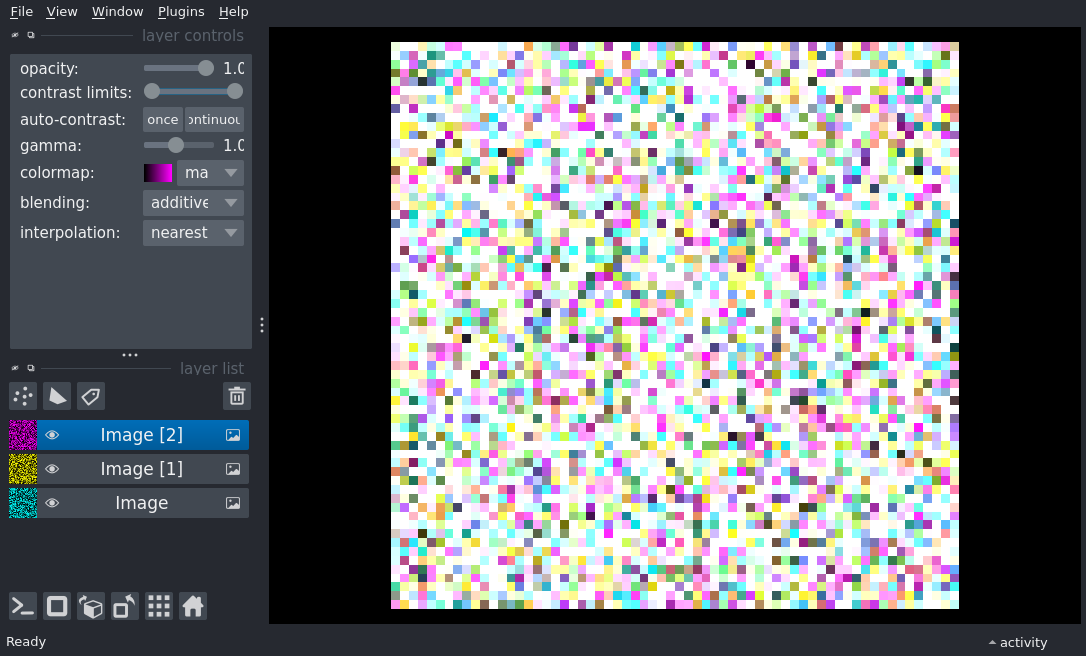 File View Window Plugins Help
layer controls
opacity: 1.0
contrast limits:
auto-contrast: once ontinuou
gamma: 1.0
colormap: ma
blending: additive
interpolation: nearest
layer list
Image [2]
Image [1]
Image
Ready activity